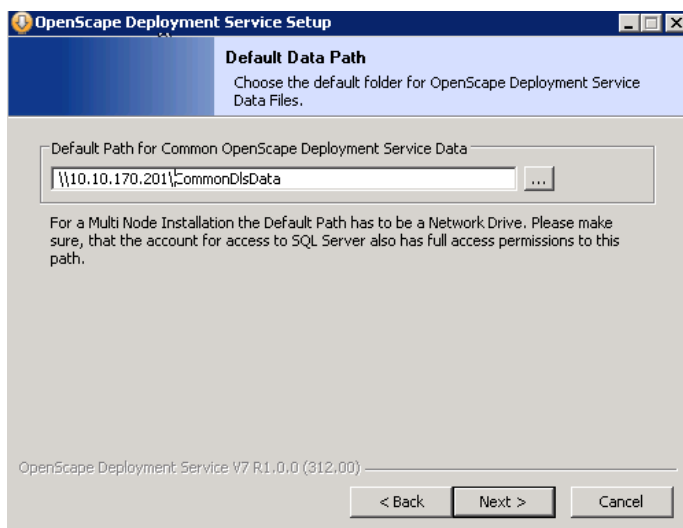 OpenScape Deployment Service Setup
Default Data Path
Choose the default folder for OpenScape Deployment Service
Data Files.
Default Path for Common OpenScape Deployment Service Data
\\10.10.170.201\CommonDlsData
...
For a Multi Node Installation the Default Path has to be a Network Drive. Please make
sure, that the account for access to SQL Server also has full access permissions to this
path.
OpenScape Deployment Service V7 R1.0.0 (312.00)
< Back
Next >
Cancel